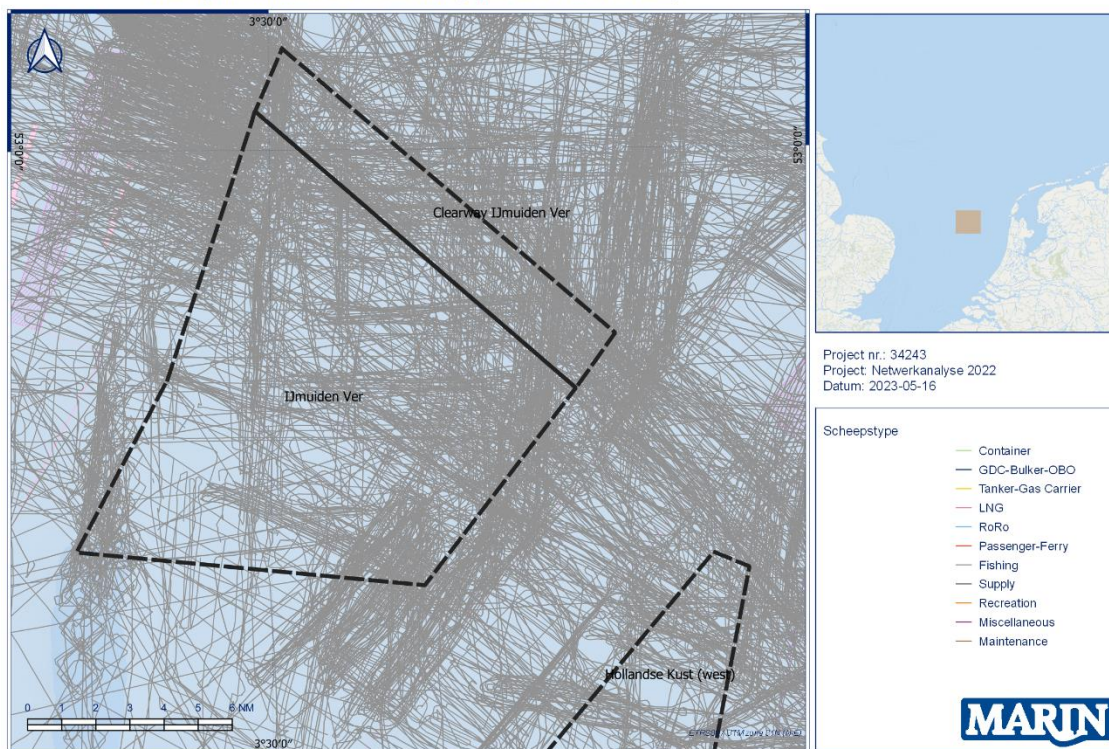 3°30'0"
53°0'0"
53°0'0"
Clearway IJmuiden Ver
IJmuiden Ver
Hollandse Kust (west)
0 1 2 3 4 5 6 NM
3°30'0"
Project nr.: 34243
Project: Netwerkanalyse 2022
Datum: 2023-05-16
Scheepstype
Container
GDC-Bulker-OBO
Tanker-Gas Carrier
LNG
RoRo
Passenger-Ferry
Fishing
Supply
Recreation
Miscellaneous
Maintenance
MARIN